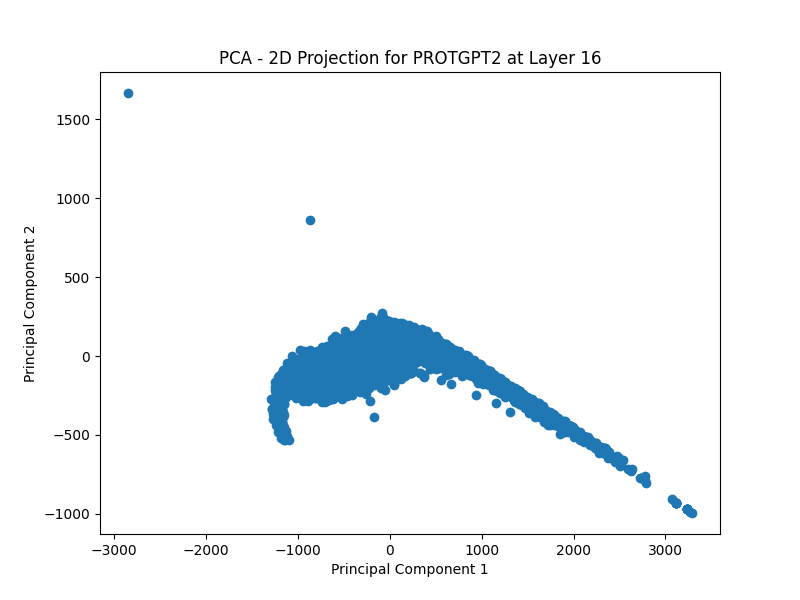 PCA - 2D Projection for PROTGPT2 at Layer 16
1500
1000
500
0
−500
−1000
Principal Component 2
−3000 −2000 −1000 0 1000 2000 3000
Principal Component 1